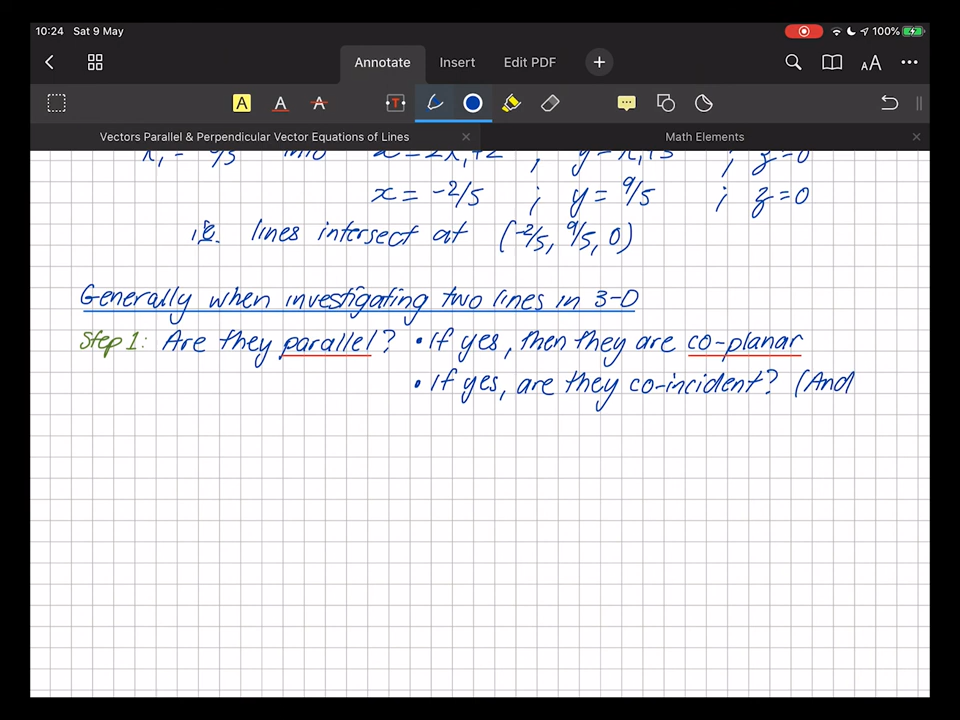 10:24 Sat 9 May 100%
Annotate Insert Edit PDF
Vectors Parallel & Perpendicular Vector Equations of Lines
Math Elements
into ; ; z=0
x = -2/5 ; y = 9/5 ; z=0
i.e. lines intersect at (-2/5, 9/5, 0)
Generally when investigating two lines in 3-D
Step 1: Are they parallel? • If yes, then they are co-planar
• If yes, are they co-incident? (And